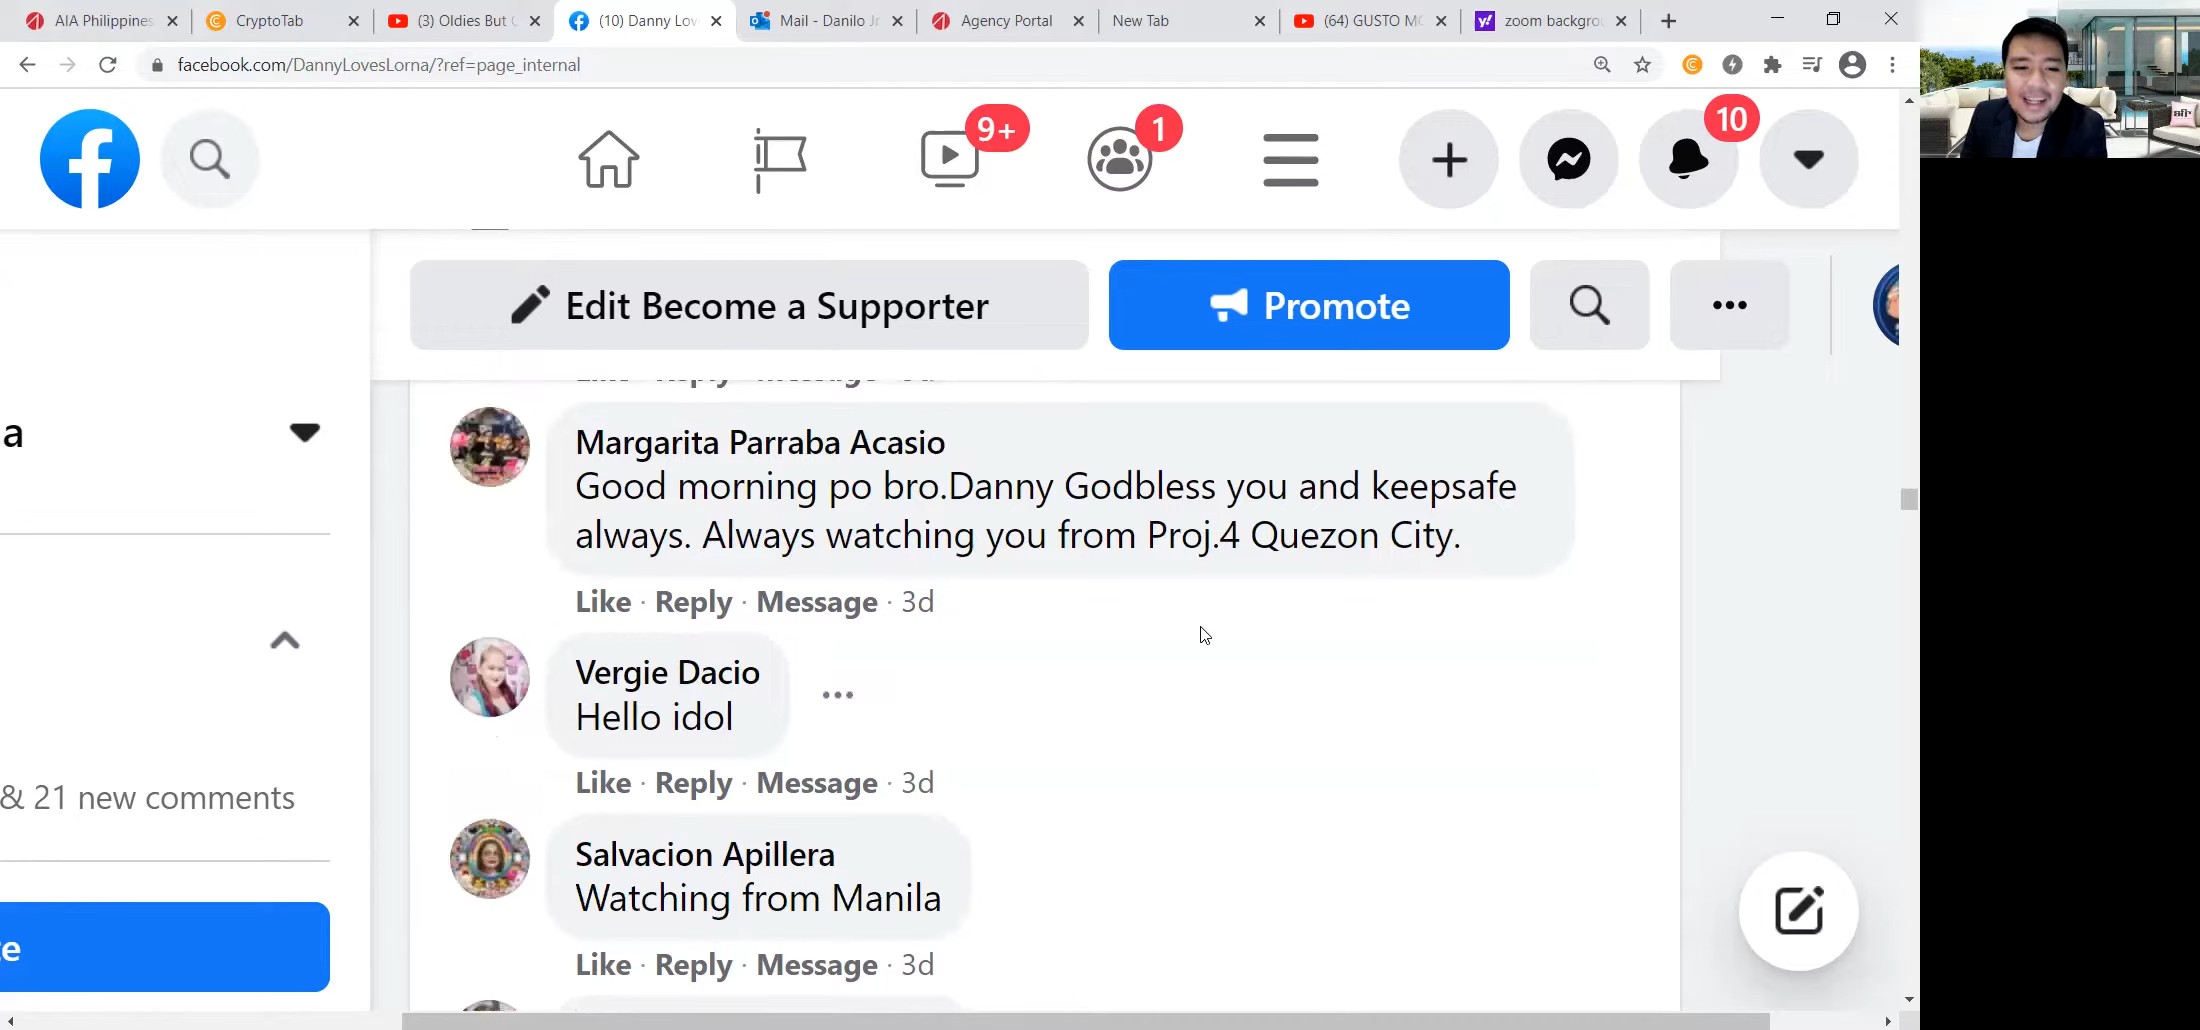 AIA Philippines
CryptoTab
(3) Oldies But
(10) Danny Lov
Mail - Danilo Jr
Agency Portal
New Tab
(64) GUSTO
zoom backgrou
facebook.com/DannyLovesLorna/?ref=page_internal
9+
1
10
Edit Become a Supporter
Promote
a
Margarita Parraba Acasio
Good morning po bro.Danny Godbless you and keepsafe
always. Always watching you from Proj.4 Quezon City.
Like · Reply · Message · 3d
Vergie Dacio
Hello idol
Like · Reply · Message · 3d
& 21 new comments
Salvacion Apillera
Watching from Manila
e
Like · Reply · Message · 3d